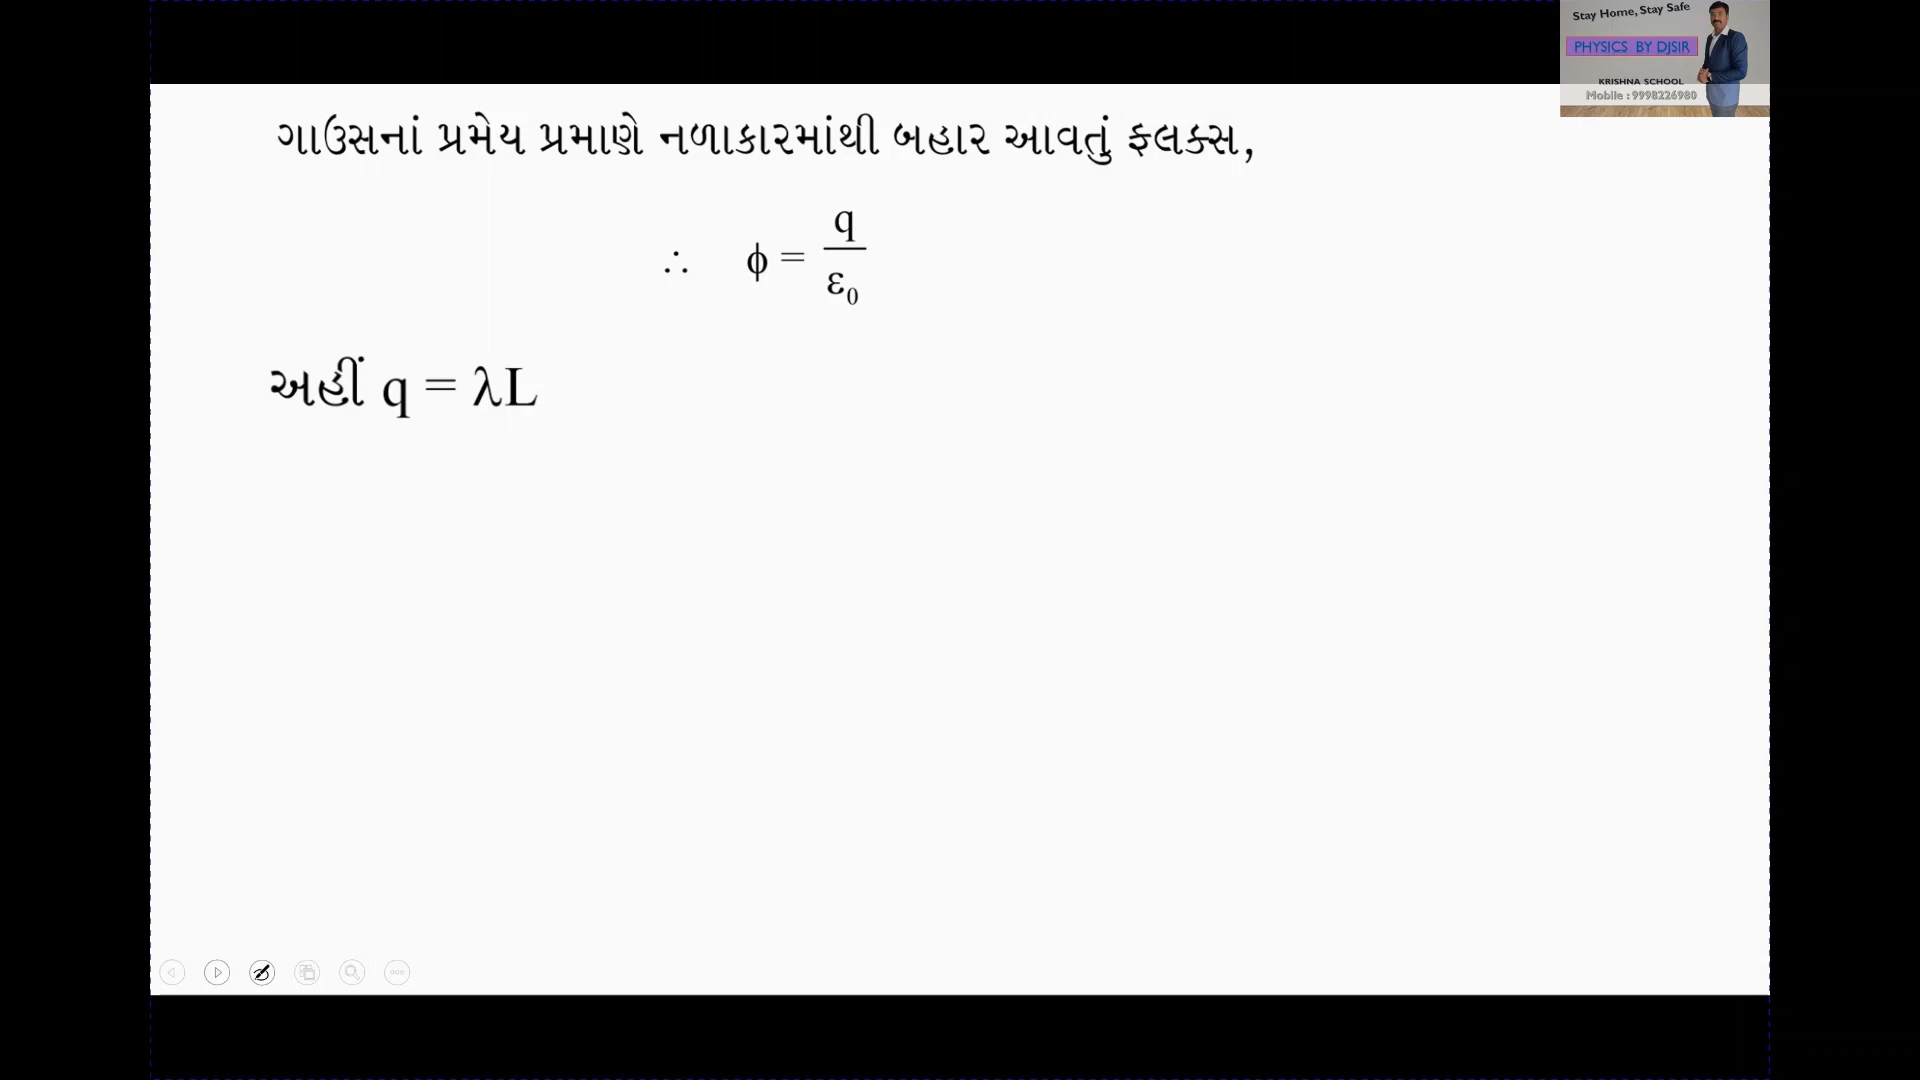 Stay Home, Stay Safe
PHYSICS BY DJSIR
KRISHNA SCHOOL
Mobile : 9998226980
ગાઉસનાં પ્રમેય પ્રમાણે નળાકારમાંથી બહાર આવતું ફ્લક્સ,
∴ ϕ = q / ε₀
અહીં q = λL